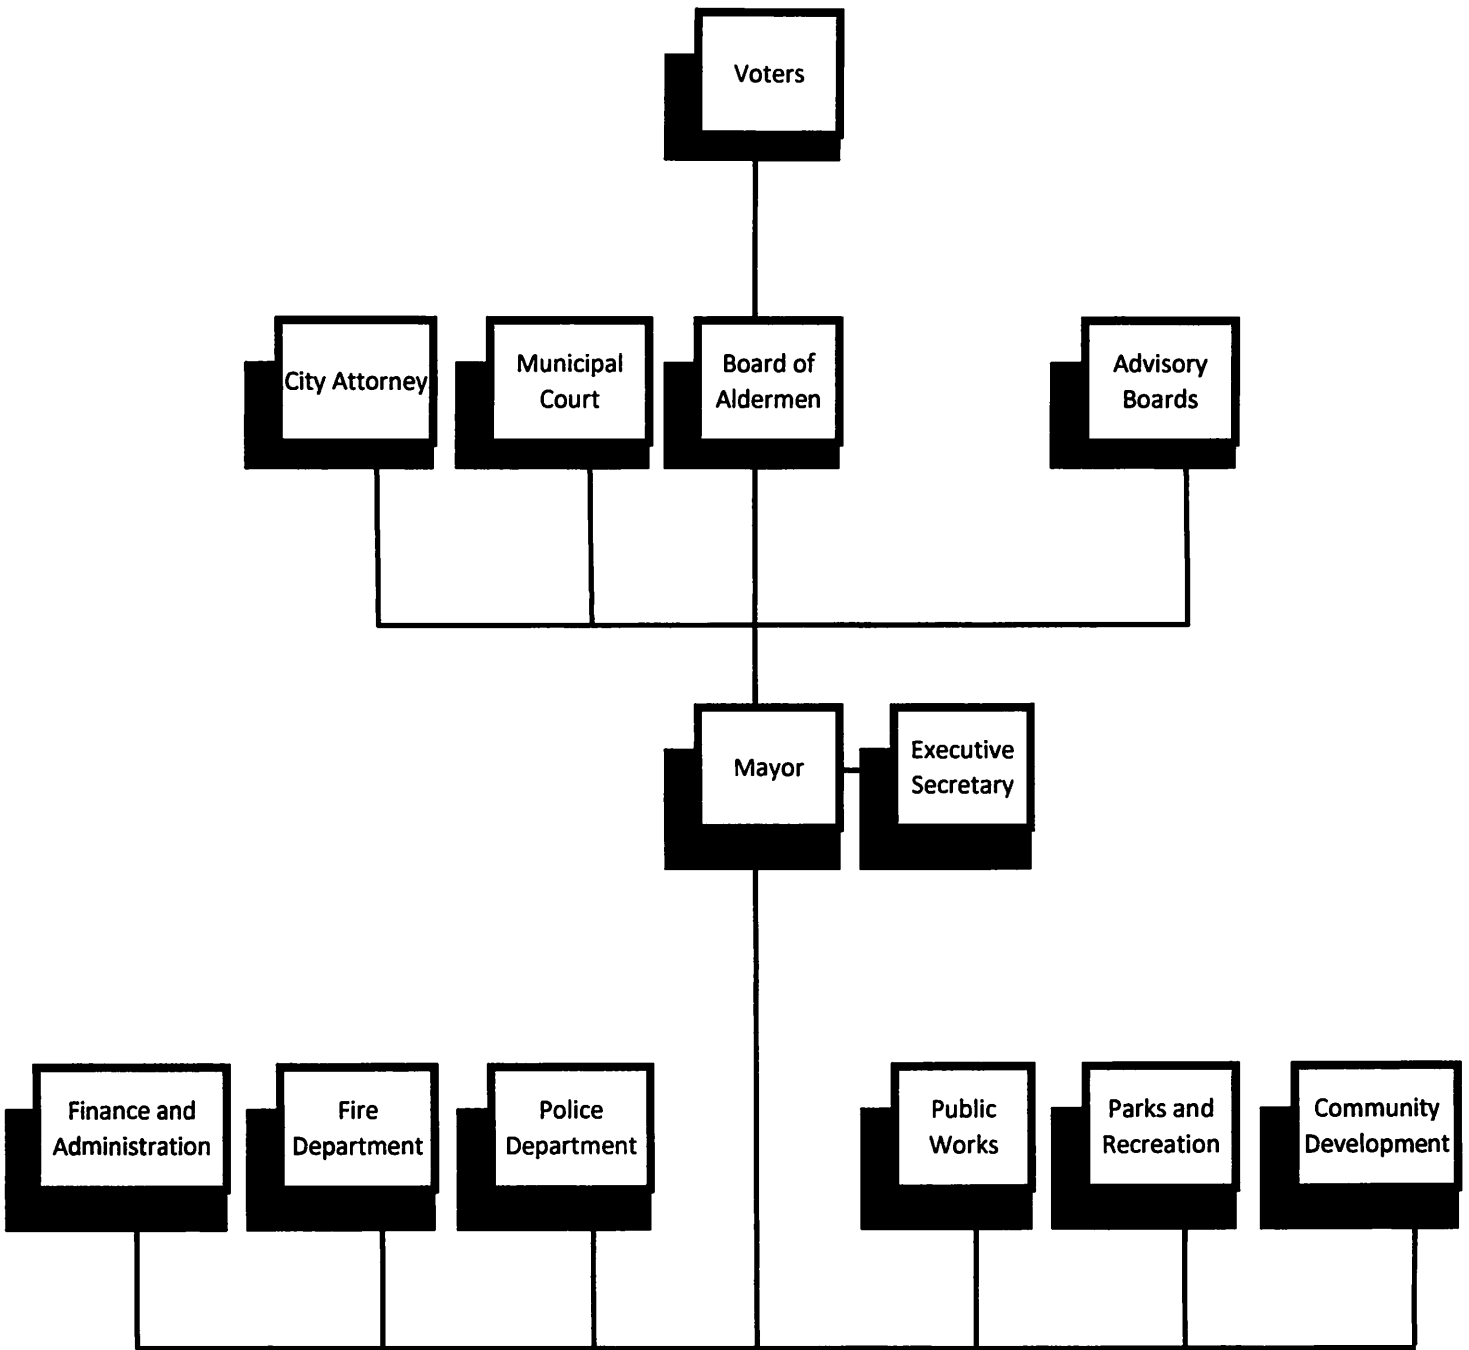 Voters
City Attorney
Municipal
Court
Board of
Aldermen
Advisory
Boards
Mayor
Executive
Secretary
Finance and
Administration
Fire
Department
Police
Department
Public
Works
Parks and
Recreation
Community
Development